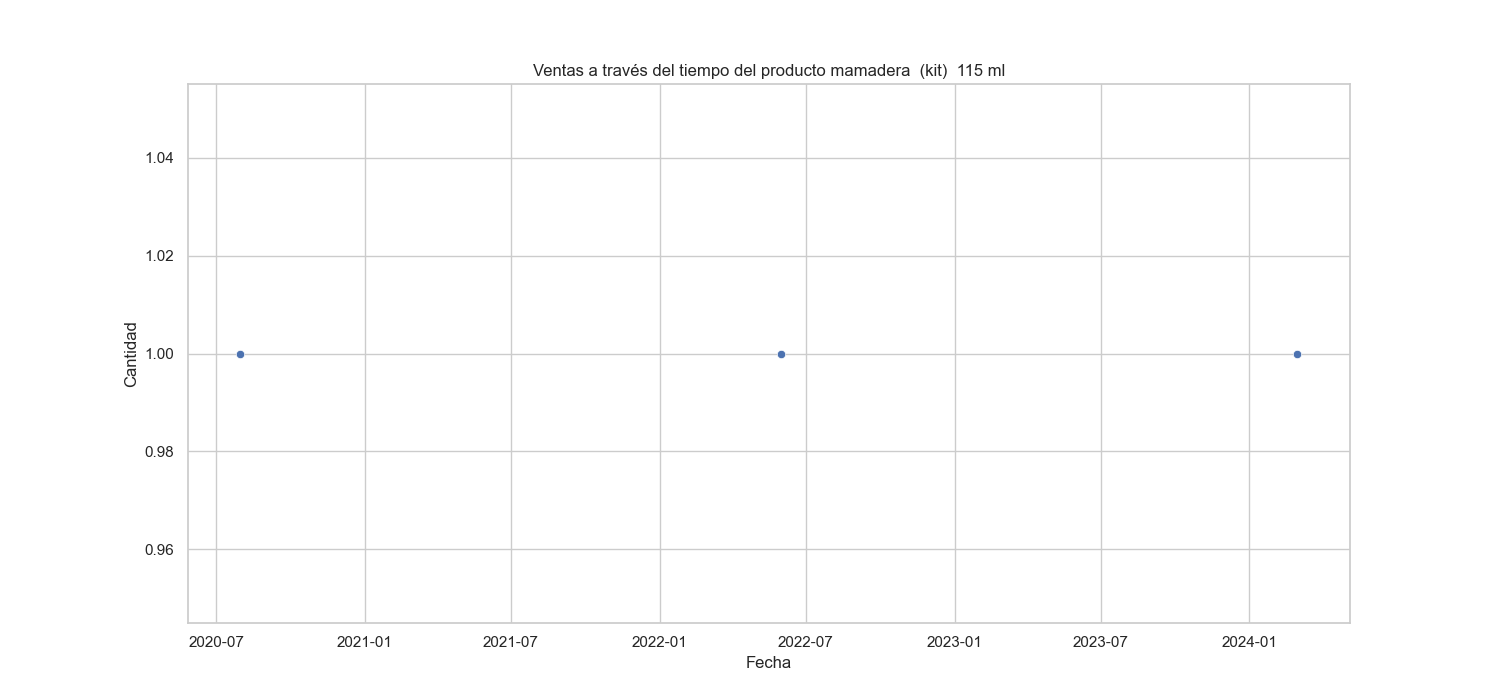 Ventas a través del tiempo del producto mamadera  (kit)  115 ml
1.04
1.02
1.00
0.98
0.96
Cantidad
2020-07 2021-01 2021-07 2022-01 2022-07 2023-01 2023-07 2024-01
Fecha